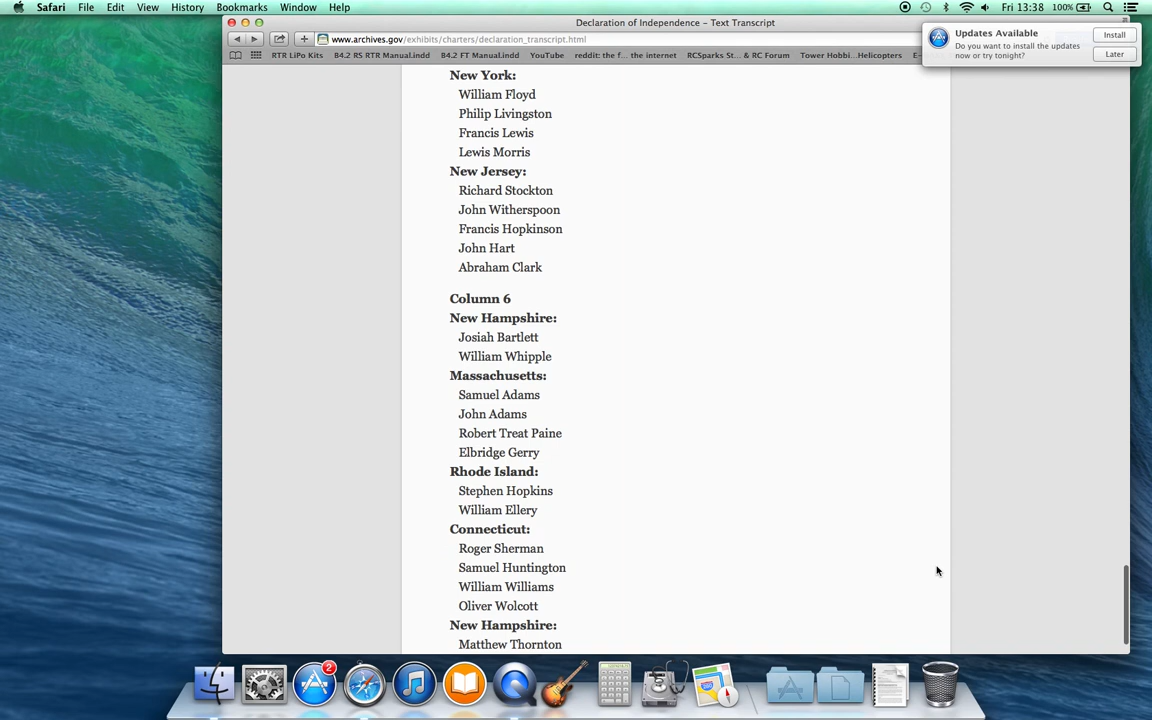 Safari File Edit View History Bookmarks Window Help Fri 13:38 100%
Declaration of Independence – Text Transcript
www.archives.gov/exhibits/charters/declaration_transcript.html
RTR LiPo Kits B4.2 RS RTR Manual.indd B4.2 FT Manual.indd YouTube reddit: the f... the internet RCSparks St... & RC Forum Tower Hobbi...Helicopters E-
Updates Available
Do you want to install the updates
now or try tonight?
Install
Later
New York:
William Floyd
Philip Livingston
Francis Lewis
Lewis Morris
New Jersey:
Richard Stockton
John Witherspoon
Francis Hopkinson
John Hart
Abraham Clark
Column 6
New Hampshire:
Josiah Bartlett
William Whipple
Massachusetts:
Samuel Adams
John Adams
Robert Treat Paine
Elbridge Gerry
Rhode Island:
Stephen Hopkins
William Ellery
Connecticut:
Roger Sherman
Samuel Huntington
William Williams
Oliver Wolcott
New Hampshire:
Matthew Thornton
2